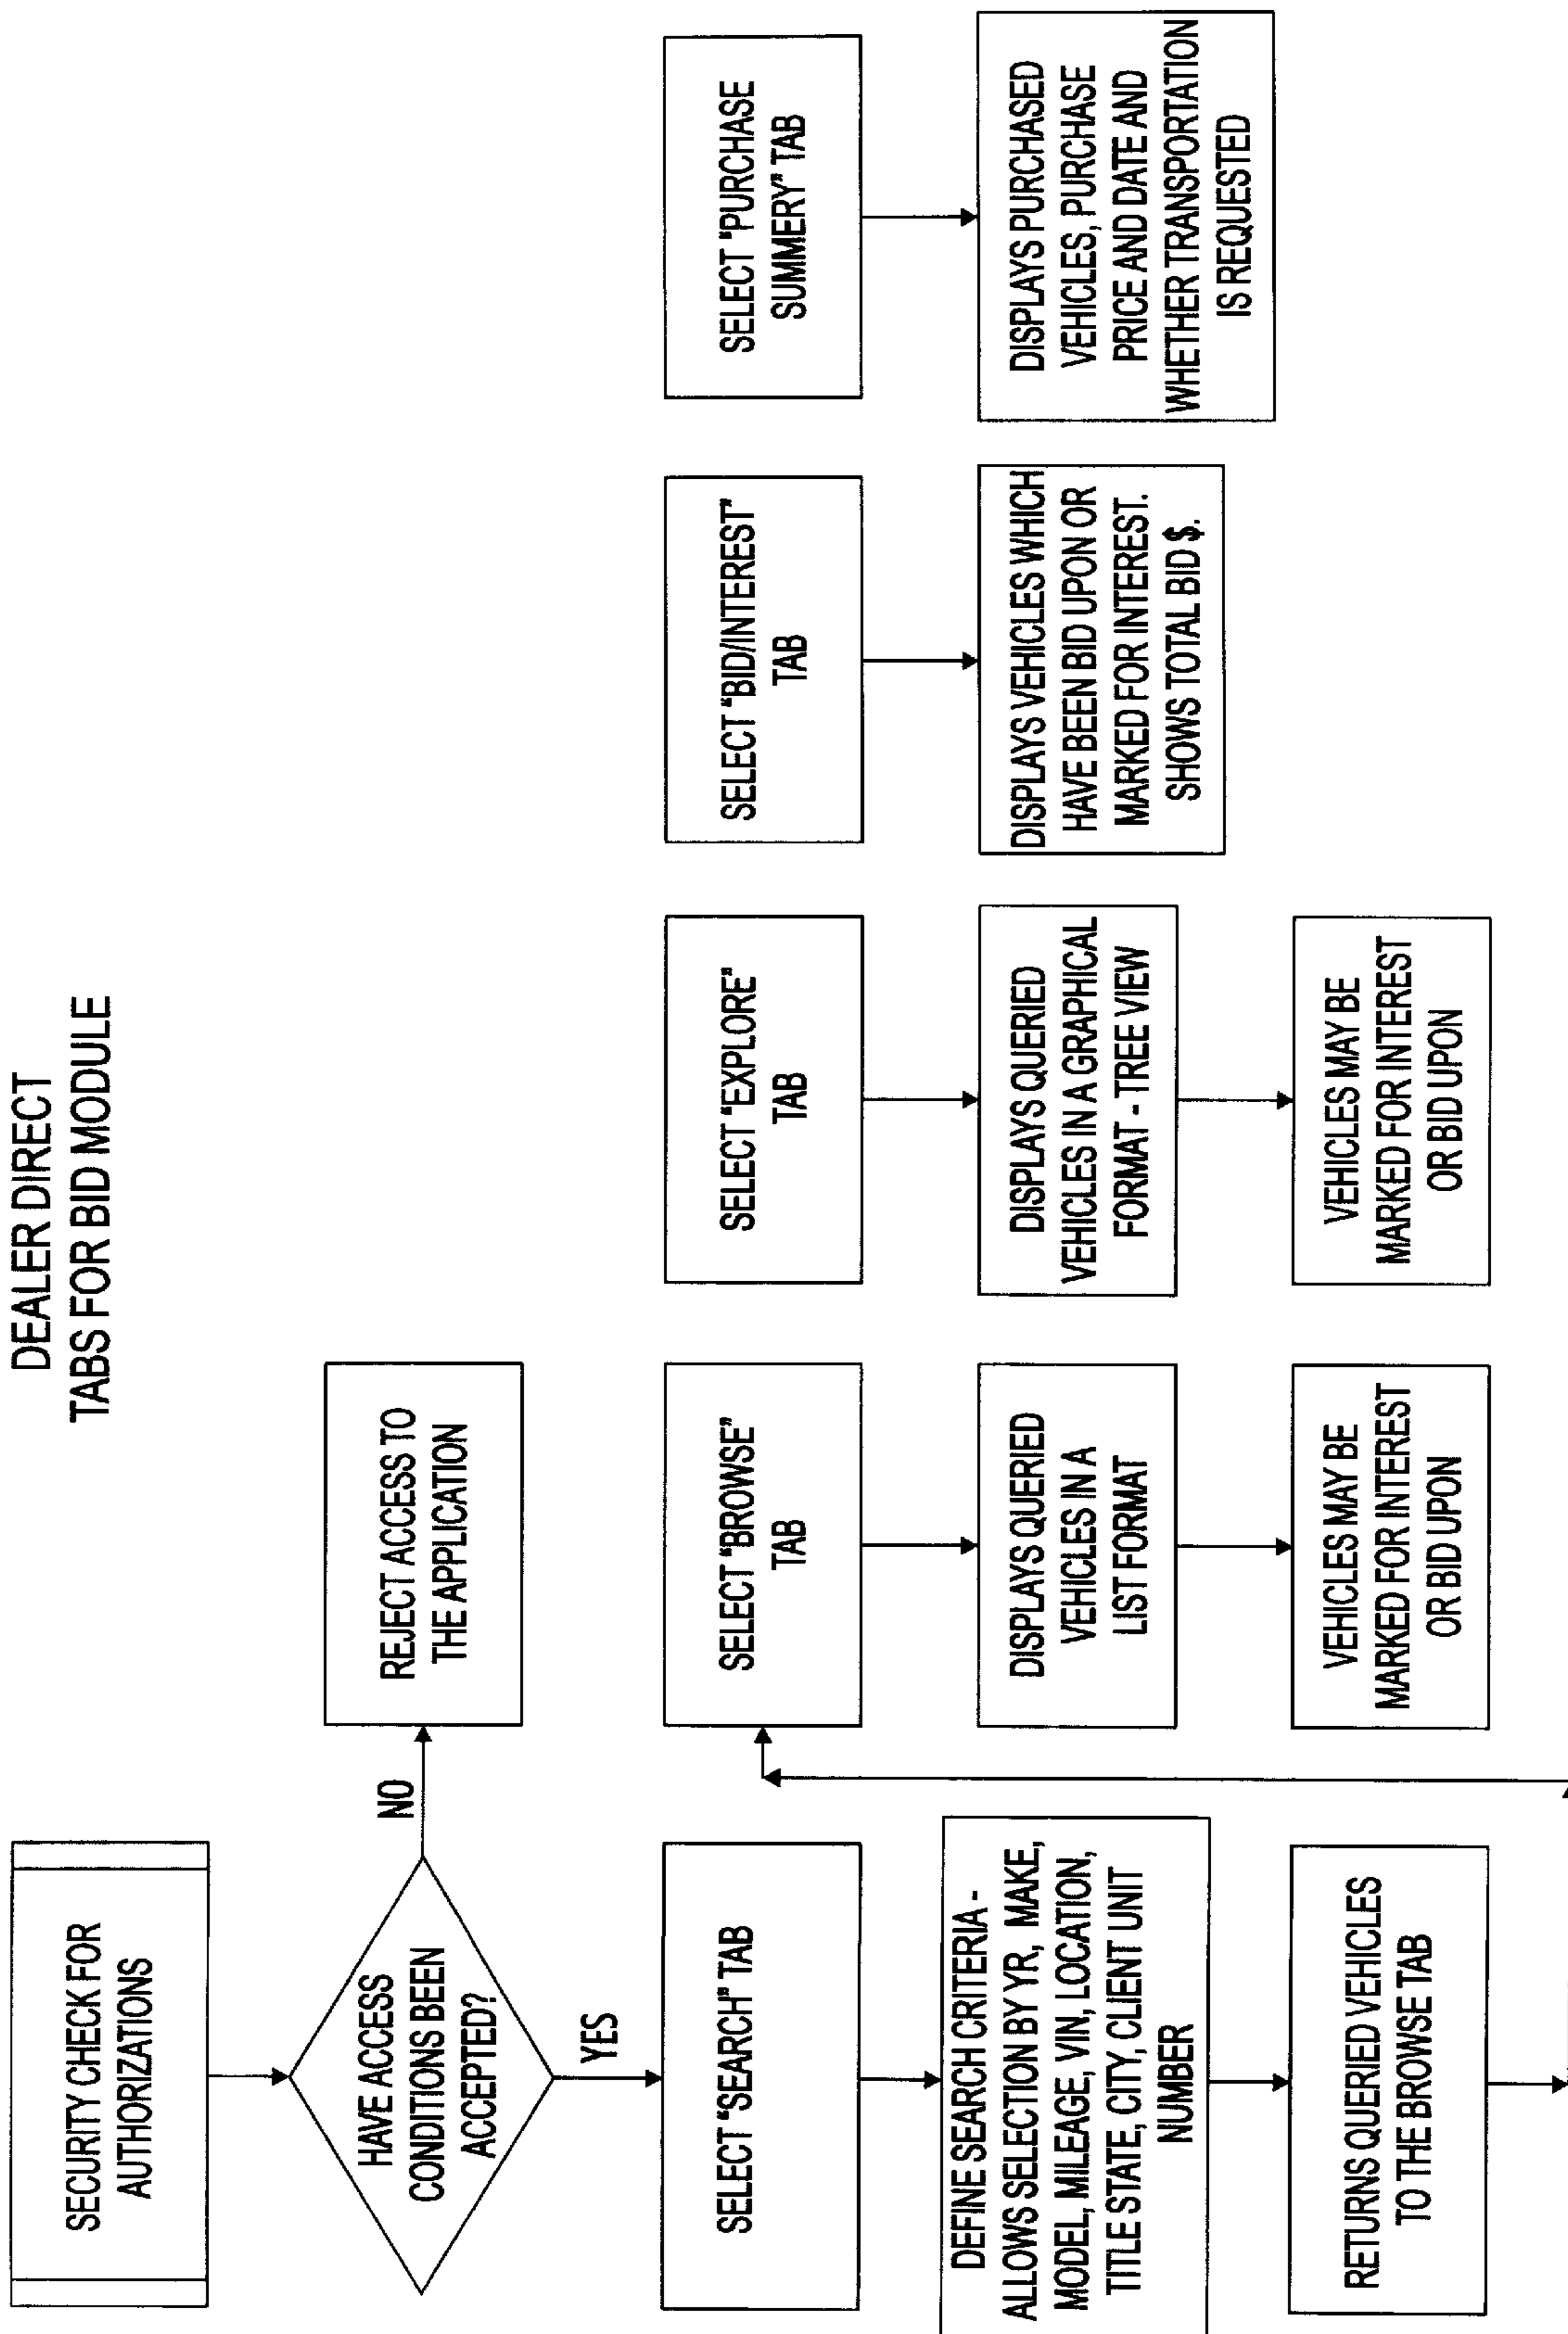 DEALER DIRECT
TABS FOR BID MODULE
SECURITY CHECK FOR
AUTHORIZATIONS
HAVE ACCESS
CONDITIONS BEEN
ACCEPTED?
NO
REJECT ACCESS TO
THE APPLICATION
YES
SELECT "SEARCH" TAB
DEFINE SEARCH CRITERIA -
ALLOWS SELECTION BY YR, MAKE,
MODEL, MILEAGE, VIN, LOCATION,
TITLE STATE, CITY, CLIENT UNIT
NUMBER
RETURNS QUERIED VEHICLES
TO THE BROWSE TAB
SELECT "BROWSE"
TAB
DISPLAYS QUERIED
VEHICLES IN A
LIST FORMAT
VEHICLES MAY BE
MARKED FOR INTEREST
OR BID UPON
SELECT "EXPLORE"
TAB
DISPLAYS QUERIED
VEHICLES IN A GRAPHICAL
FORMAT - TREE VIEW
VEHICLES MAY BE
MARKED FOR INTEREST
OR BID UPON
SELECT "BID/INTEREST"
TAB
DISPLAYS VEHICLES WHICH
HAVE BEEN BID UPON OR
MARKED FOR INTEREST.
SHOWS TOTAL BID $.
SELECT "PURCHASE
SUMMERY" TAB
DISPLAYS PURCHASED
VEHICLES, PURCHASE
PRICE AND DATE AND
WHETHER TRANSPORTATION
IS REQUESTED